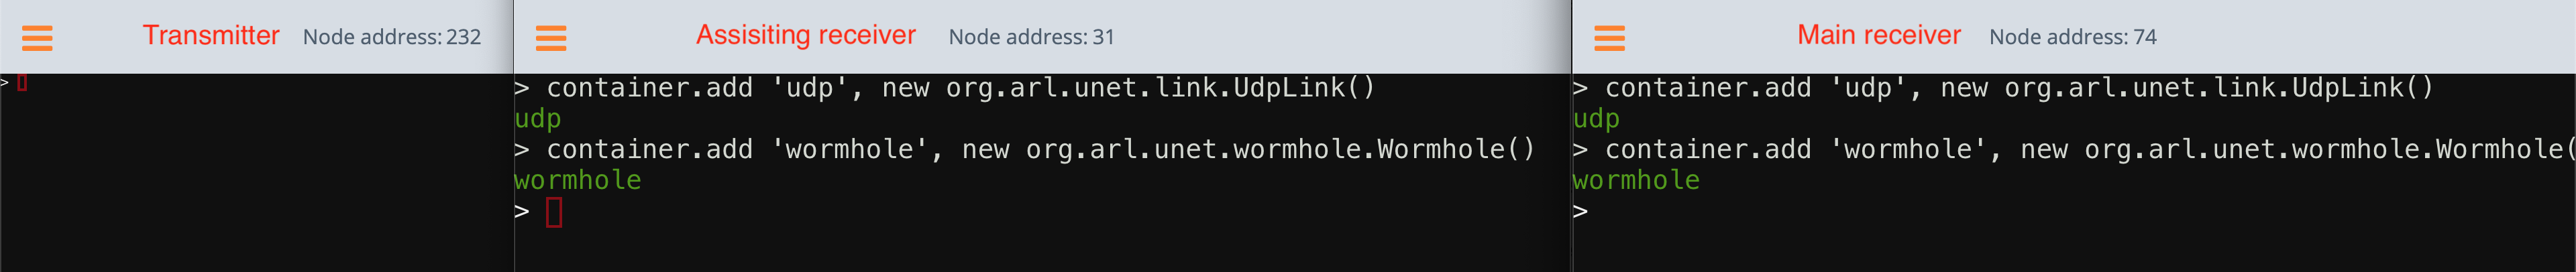 Transmitter Node address: 232
>
Assisiting receiver Node address: 31
> container.add 'udp', new org.arl.unet.link.UdpLink()
udp
> container.add 'wormhole', new org.arl.unet.wormhole.Wormhole()
wormhole
>
Main receiver Node address: 74
> container.add 'udp', new org.arl.unet.link.UdpLink()
udp
> container.add 'wormhole', new org.arl.unet.wormhole.Wormhole(
wormhole
>